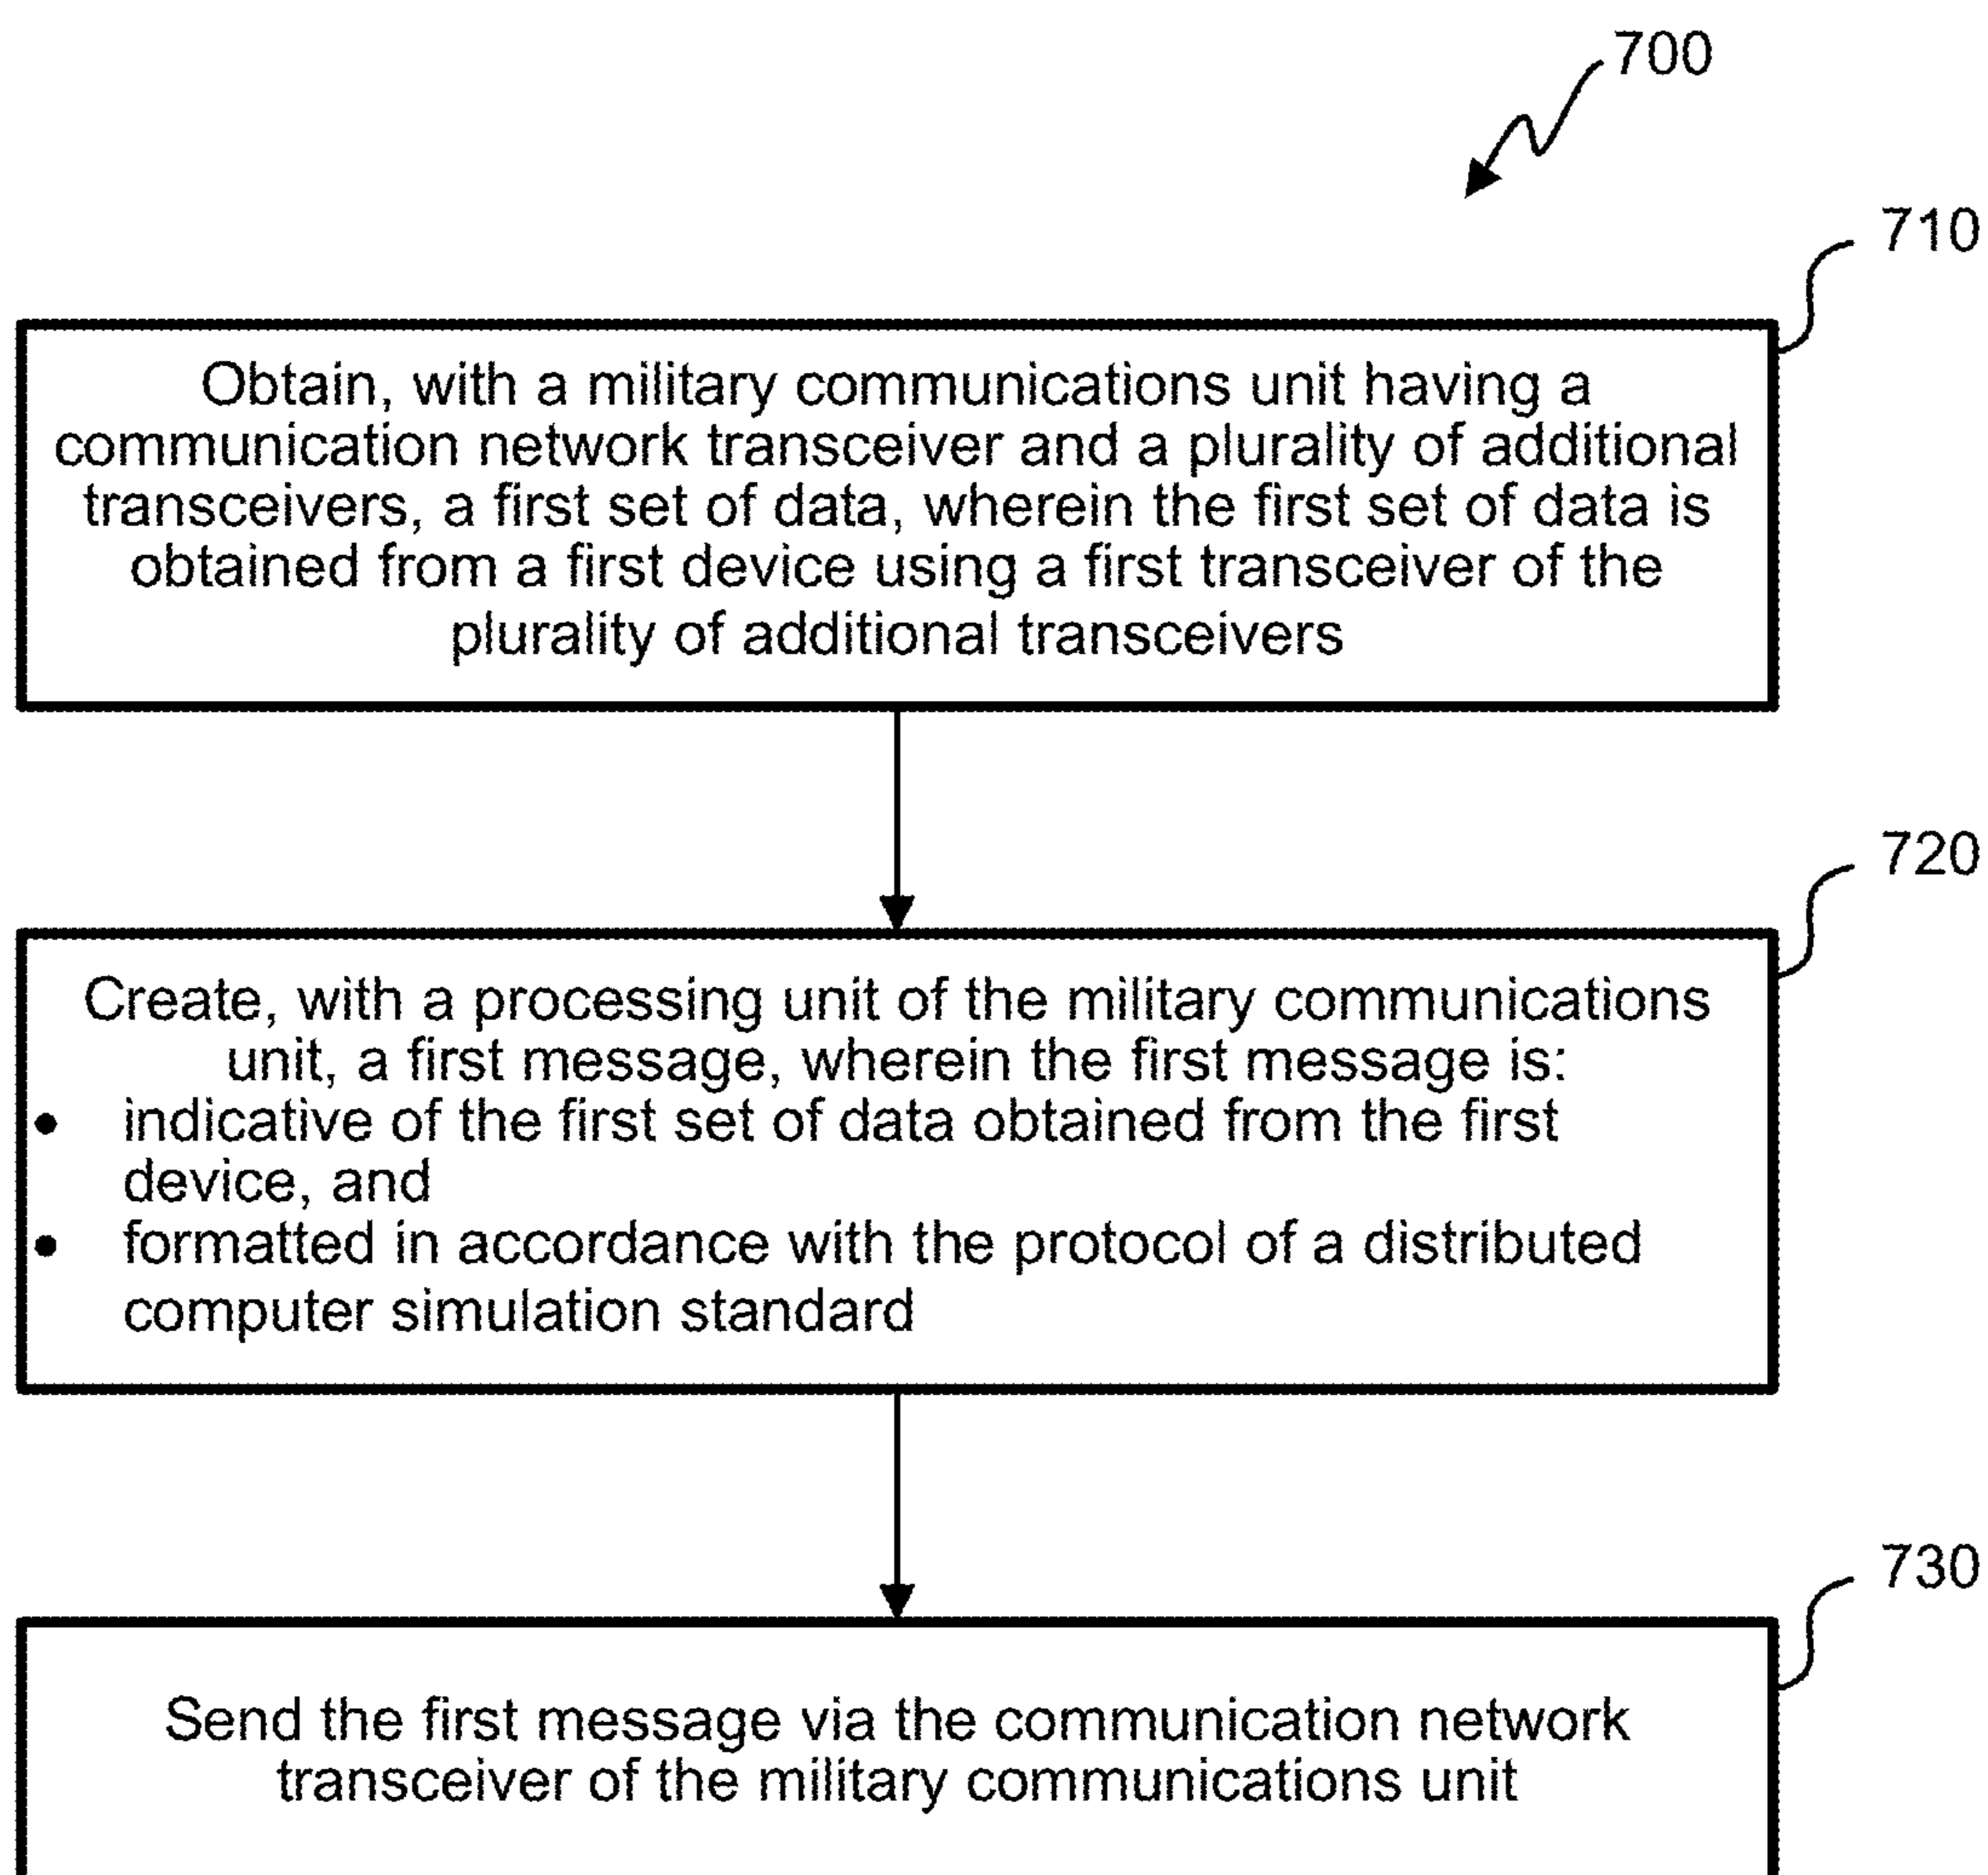 700
710
Obtain, with a military communications unit having a
communication network transceiver and a plurality of additional
transceivers, a first set of data, wherein the first set of data is
obtained from a first device using a first transceiver of the
plurality of additional transceivers
720
Create, with a processing unit of the military communications
unit, a first message, wherein the first message is:
• indicative of the first set of data obtained from the first
device, and
• formatted in accordance with the protocol of a distributed
computer simulation standard
730
Send the first message via the communication network
transceiver of the military communications unit